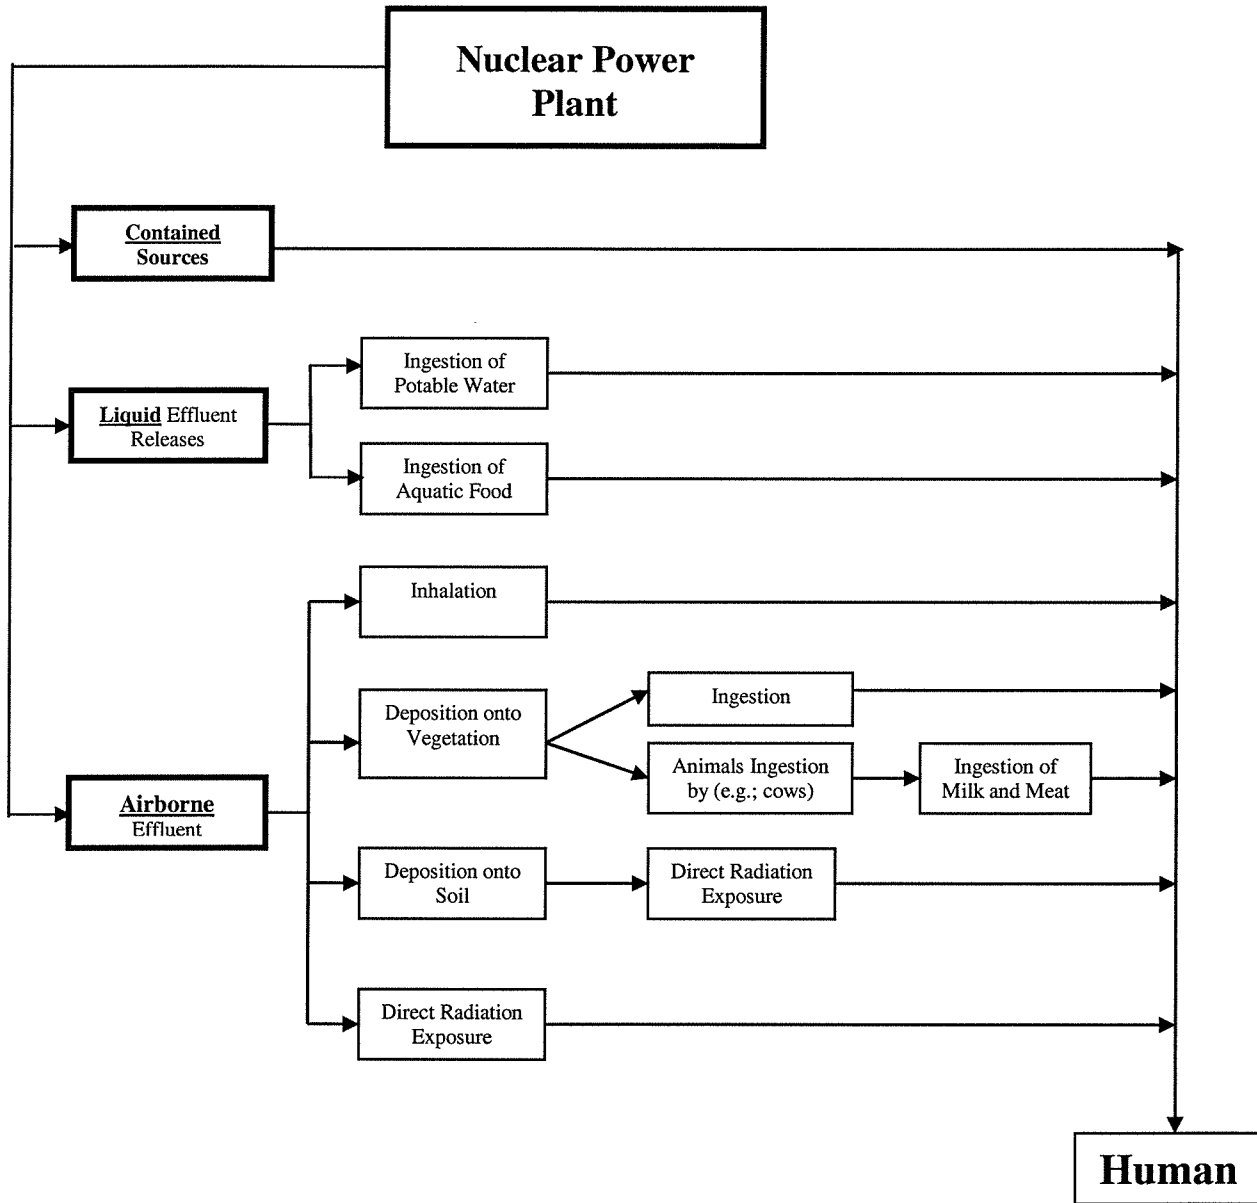 Nuclear Power
Plant
Contained
Sources
Ingestion of
Potable Water
Liquid Effluent
Releases
Ingestion of
Aquatic Food
Inhalation
Deposition onto
Vegetation
Ingestion
Animals Ingestion
by (e.g.; cows)
Ingestion of
Milk and Meat
Airborne
Effluent
Deposition onto
Soil
Direct Radiation
Exposure
Direct Radiation
Exposure
Human